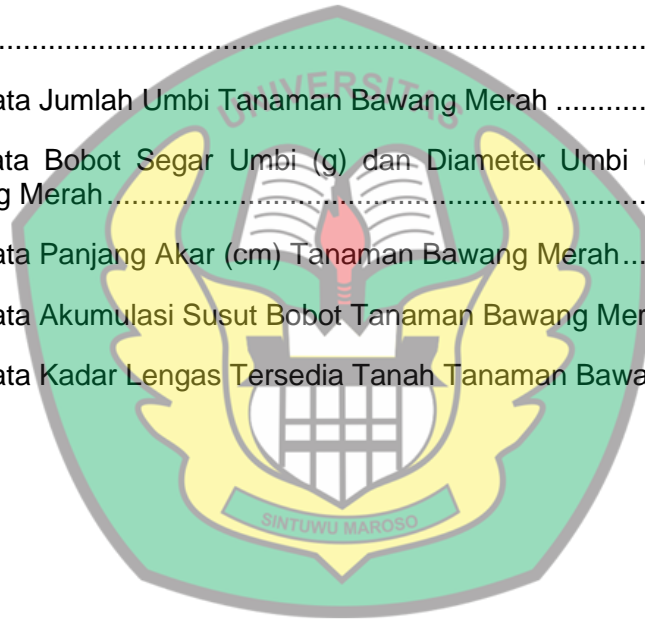 ................................................................................
ata Jumlah Umbi Tanaman Bawang Merah ............
ata Bobot Segar Umbi (g) dan Diameter Umbi (
g Merah....................................................................
ata Panjang Akar (cm) Tanaman Bawang Merah...
ata Akumulasi Susut Bobot Tanaman Bawang Mer
ata Kadar Lengas Tersedia Tanah Tanaman Bawa
UNIVERSITAS
SINTUWU MAROSO